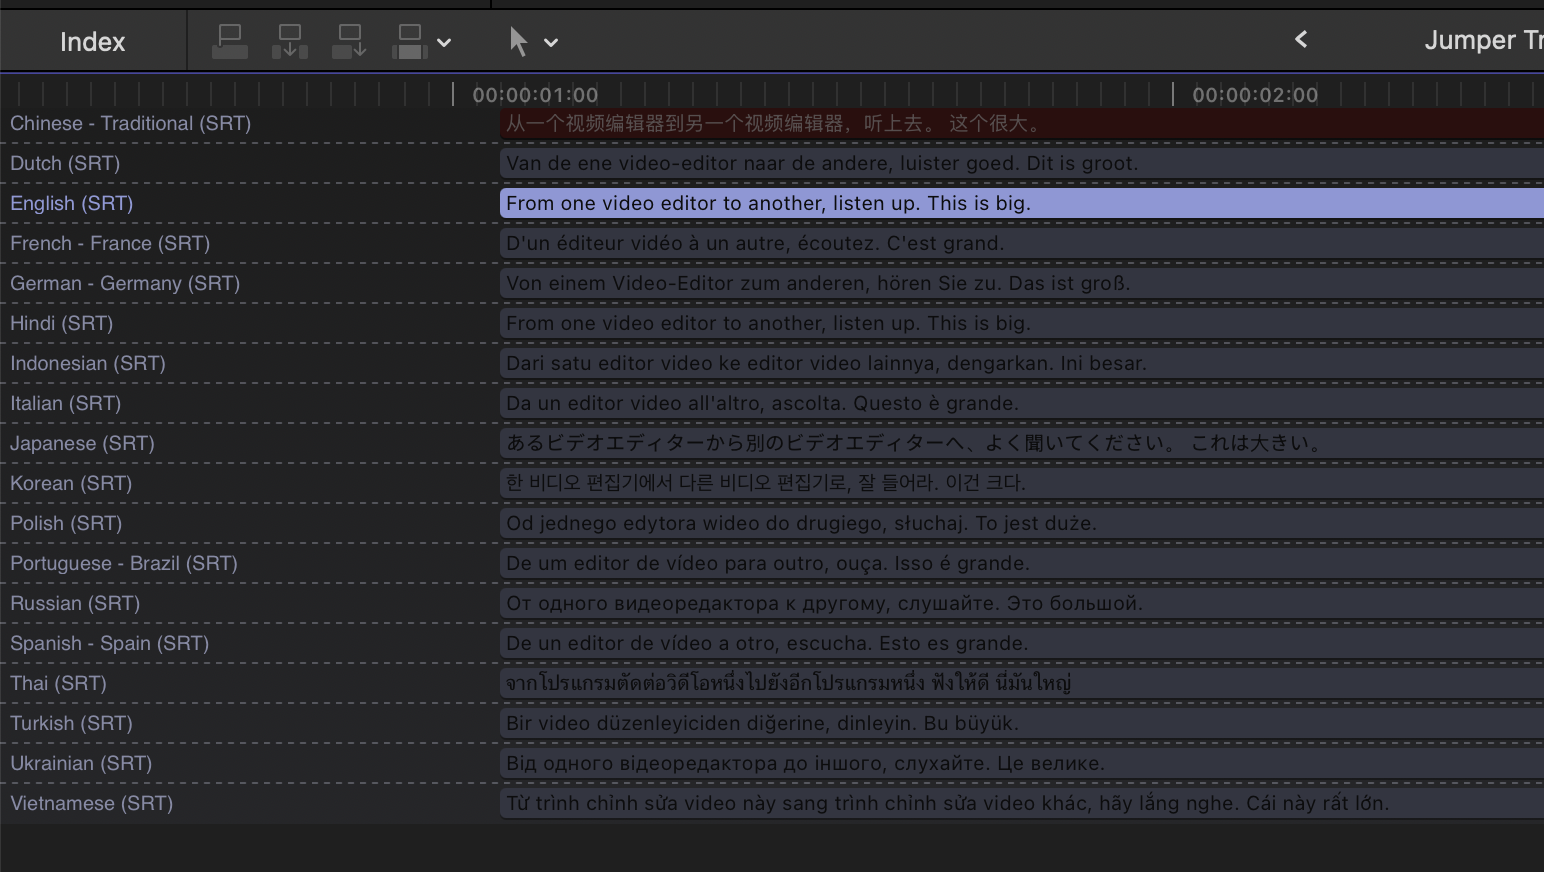 Index
Jumper Tr
00:00:01:00
00:00:02:00
Chinese - Traditional (SRT)
从一个视频编辑器到另一个视频编辑器，听上去。 这个很大。
Dutch (SRT)
Van de ene video-editor naar de andere, luister goed. Dit is groot.
English (SRT)
From one video editor to another, listen up. This is big.
French - France (SRT)
D'un éditeur vidéo à un autre, écoutez. C'est grand.
German - Germany (SRT)
Von einem Video-Editor zum anderen, hören Sie zu. Das ist groß.
Hindi (SRT)
From one video editor to another, listen up. This is big.
Indonesian (SRT)
Dari satu editor video ke editor video lainnya, dengarkan. Ini besar.
Italian (SRT)
Da un editor video all'altro, ascolta. Questo è grande.
Japanese (SRT)
あるビデオエディターから別のビデオエディターへ、よく聞いてください。 これは大きい。
Korean (SRT)
한 비디오 편집기에서 다른 비디오 편집기로, 잘 들어라. 이건 크다.
Polish (SRT)
Od jednego edytora wideo do drugiego, słuchaj. To jest duże.
Portuguese - Brazil (SRT)
De um editor de vídeo para outro, ouça. Isso é grande.
Russian (SRT)
От одного видеоредактора к другому, слушайте. Это большой.
Spanish - Spain (SRT)
De un editor de vídeo a otro, escucha. Esto es grande.
Thai (SRT)
จากโปรแกรมตัดต่อวิดีโอหนึ่งไปยังอีกโปรแกรมหนึ่ง ฟังให้ดี นี่มันใหญ่
Turkish (SRT)
Bir video düzenleyiciden diğerine, dinleyin. Bu büyük.
Ukrainian (SRT)
Від одного відеоредактора до іншого, слухайте. Це велике.
Vietnamese (SRT)
Từ trình chỉnh sửa video này sang trình chỉnh sửa video khác, hãy lắng nghe. Cái này rất lớn.